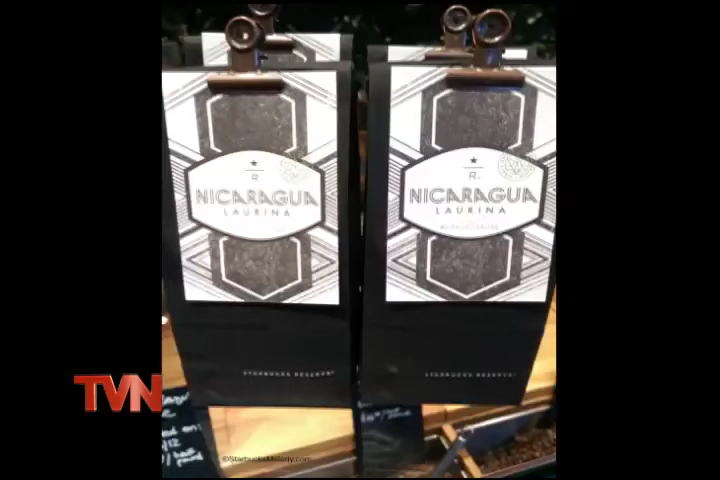 R
NICARAGUA
LAURINA
STARBUCKS RESERVE
R.
NICARAGUA
LAURINA
STARBUCKS RESERVE
TVN
©StarbucksMelody.com